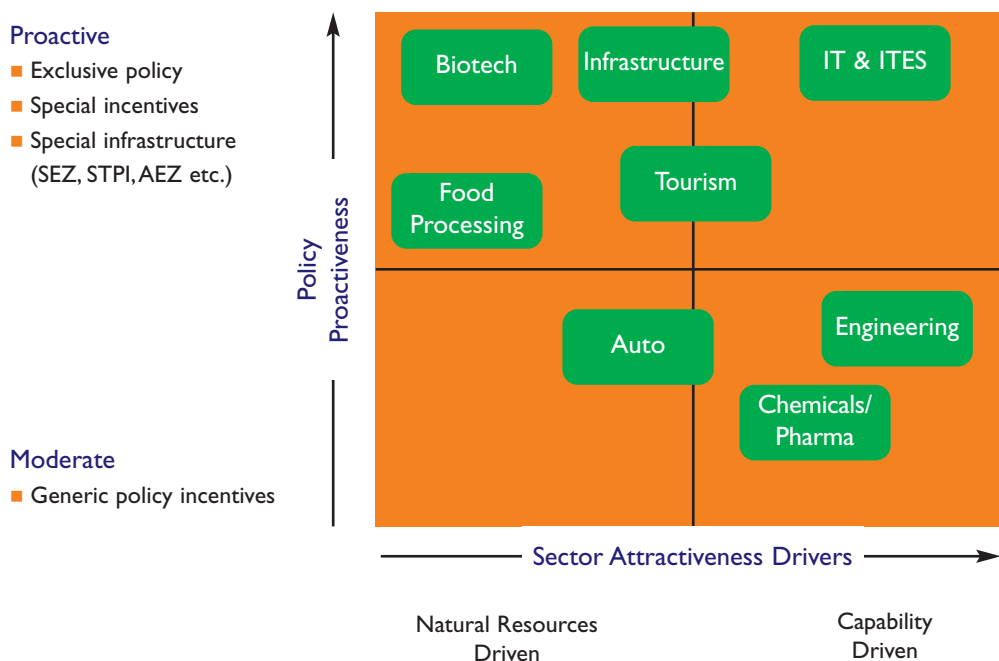 Proactive
Exclusive policy
Special incentives
Special infrastructure
(SEZ, STPI, AEZ etc.)
Moderate
Generic policy incentives
Policy
Proactiveness
Biotech
Infrastructure
IT & ITES
Food
Processing
Tourism
Auto
Engineering
Chemicals/
Pharma
Sector Attractiveness Drivers
Natural Resources
Driven
Capability
Driven